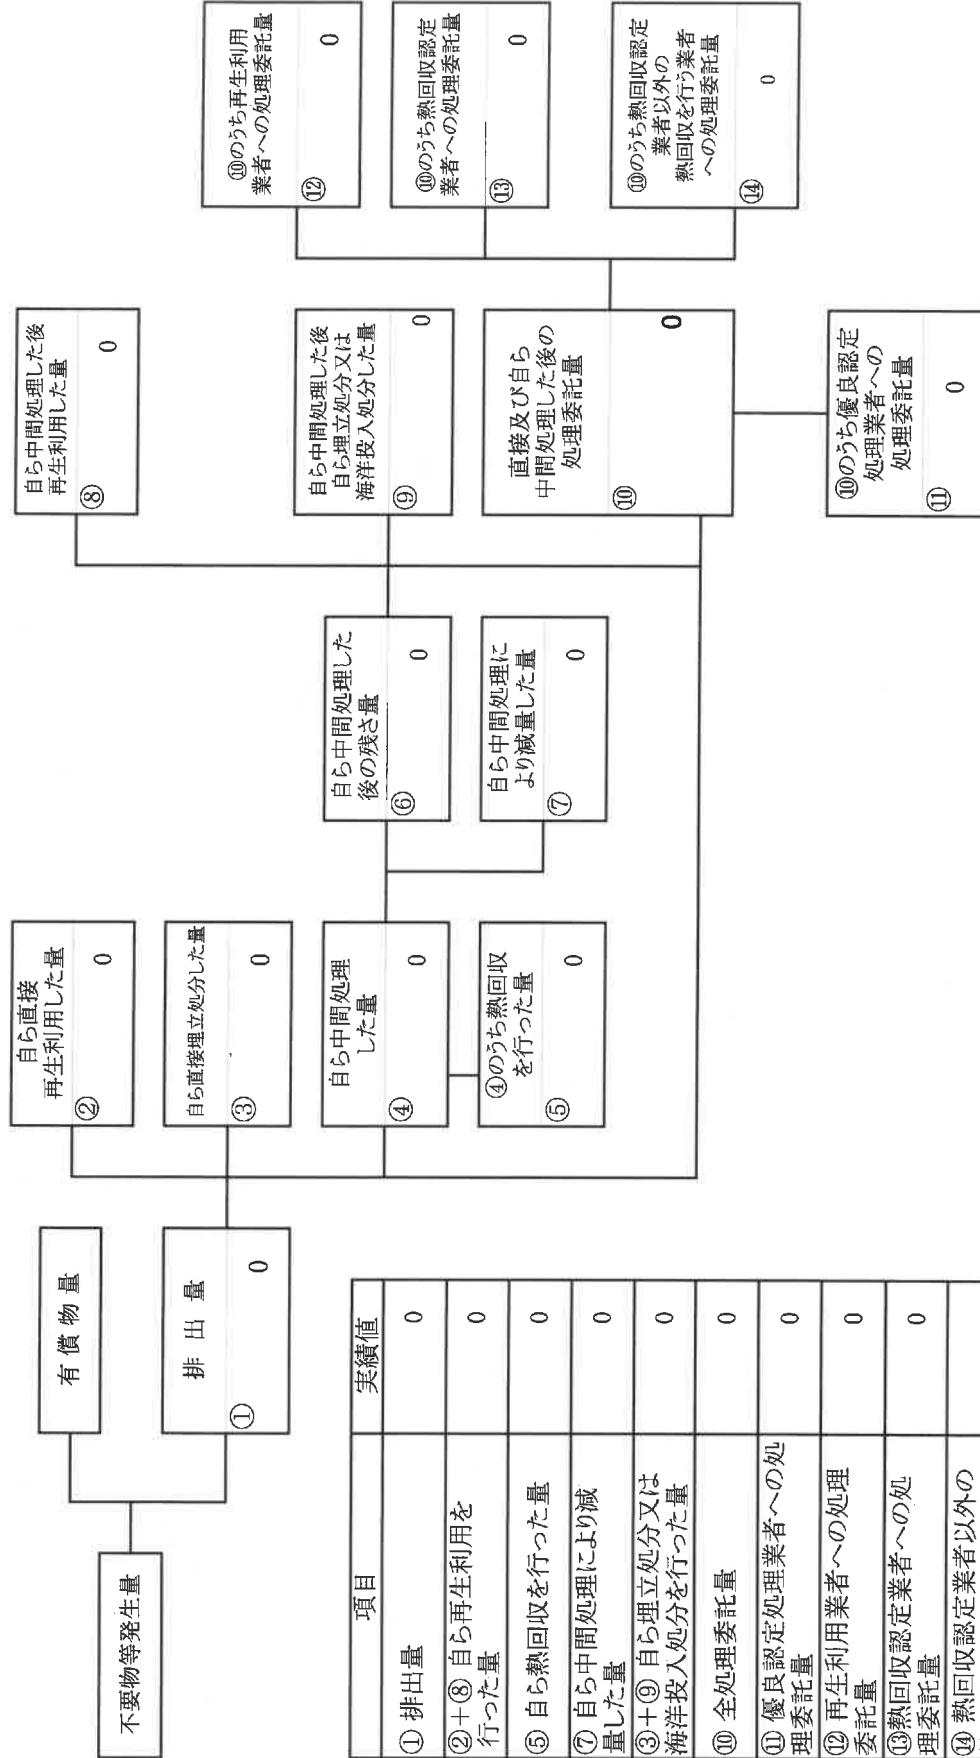 不要物等発生量
有 償 物 量
排 出 量
① 0
自ら直接
再生利用した量
② 0
自ら直接埋立処分した量
③ 0
自ら中間処理
した量
④ 0
④のうち熱回収
を行った量
⑤ 0
自ら中間処理した
後の残さ量
⑥ 0
自ら中間処理に
より減量した量
⑦ 0
自ら中間処理した後
再生利用した量
⑧ 0
自ら中間処理した後
自ら埋立処分又は
海洋投入処分した量
⑨ 0
直接及び自ら
中間処理した後の
処理委託量
⑩ 0
⑩のうち優良認定
処理業者への
処理委託量
⑪ 0
⑩のうち再生利用
業者への処理委託量
⑫ 0
⑩のうち熱回収認定
業者への処理委託量
⑬ 0
⑩のうち熱回収認定
業者以外の
熱回収を行う業者
への処理委託量
⑭ 0
項目 実績値
① 排出量 0
②+⑧ 自ら再生利用を
行った量 0
⑤ 自ら熱回収を行った量 0
⑦ 自ら中間処理により減
量した量 0
③+⑨ 自ら埋立処分又は
海洋投入処分を行った量 0
⑩ 全処理委託量 0
⑪ 優良認定処理業者への処
理委託量 0
⑫ 再生利用業者への処理
委託量 0
⑬熱回収認定業者への処
理委託量 0
⑭ 熱回収認定業者以外の